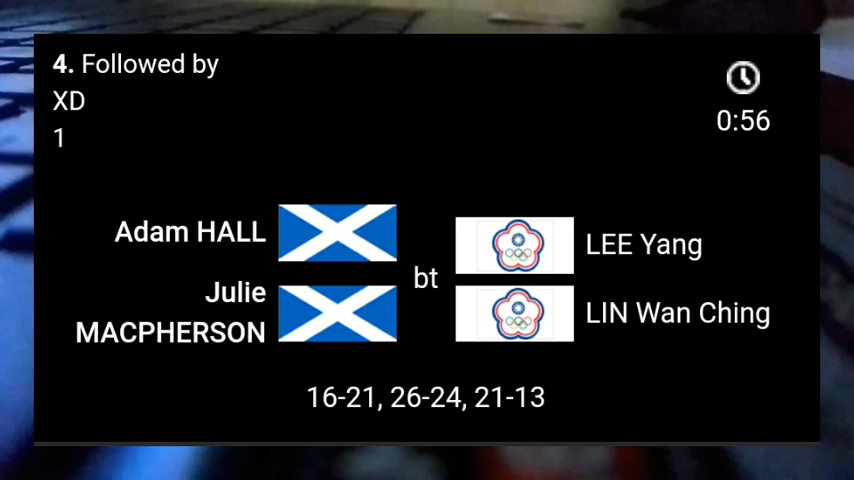 4. Followed by
XD
1
0:56
Adam HALL
LEE Yang
bt
Julie
MACPHERSON
LIN Wan Ching
16-21, 26-24, 21-13